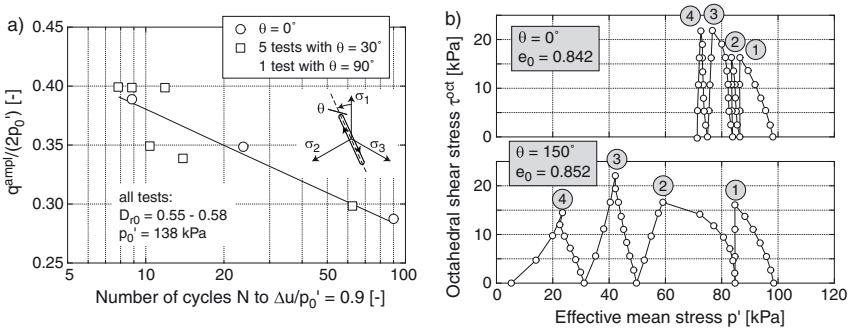 a)
θ = 0°
5 tests with θ = 30°
1 test with θ = 90°
q^ampl/(2p0') [-]
0.40
0.35
0.30
0.25
θ
σ1
σ2
σ3
all tests:
Dr0 = 0.55 - 0.58
p0' = 138 kPa
5
10
20
50
100
Number of cycles N to Δu/p0' = 0.9 [-]
b)
Octahedral shear stress τ^oct [kPa]
25
20
15
10
5
0
θ = 0°
e0 = 0.842
4
3
2
1
θ = 150°
e0 = 0.852
20
10
0
4
3
2
1
0
20
40
60
80
100
Effective mean stress p' [kPa]